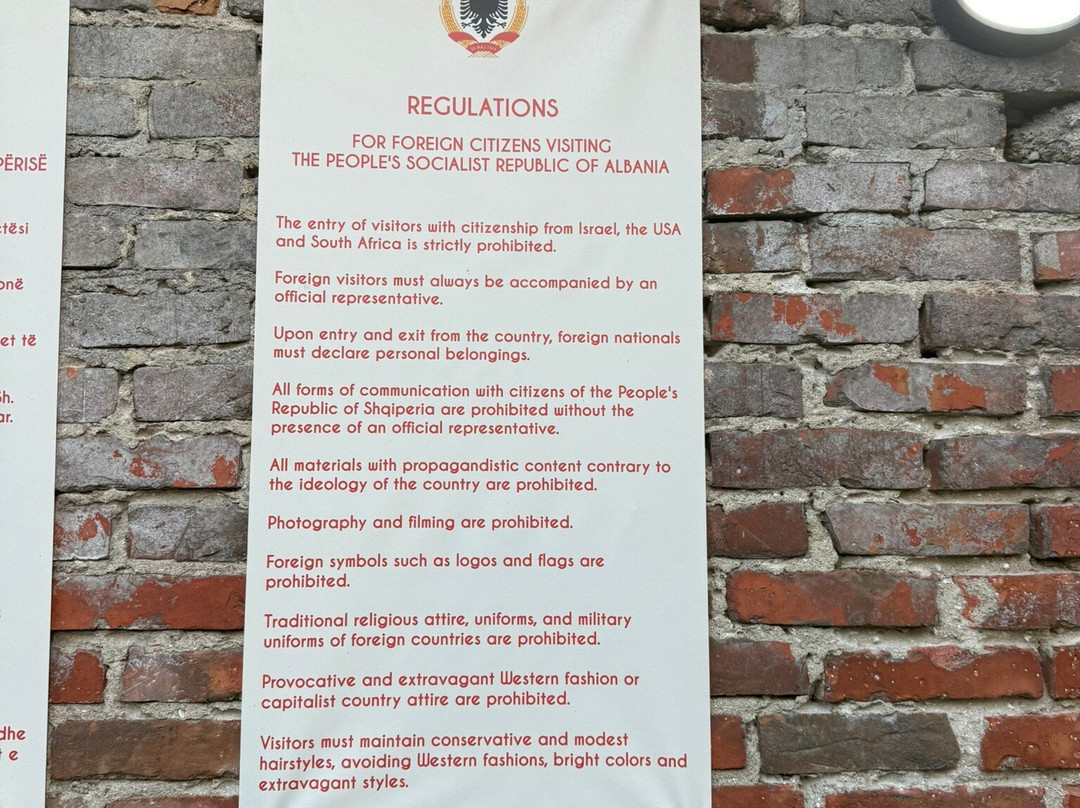 REGULATIONS
FOR FOREIGN CITIZENS VISITING
THE PEOPLE'S SOCIALIST REPUBLIC OF ALBANIA
The entry of visitors with citizenship from Israel, the USA
and South Africa is strictly prohibited.
Foreign visitors must always be accompanied by an
official representative.
Upon entry and exit from the country, foreign nationals
must declare personal belongings.
All forms of communication with citizens of the People's
Republic of Shqiperia are prohibited without the
presence of an official representative.
All materials with propagandistic content contrary to
the ideology of the country are prohibited.
Photography and filming are prohibited.
Foreign symbols such as logos and flags are
prohibited.
Traditional religious attire, uniforms, and military
uniforms of foreign countries are prohibited.
Provocative and extravagant Western fashion or
capitalist country attire are prohibited.
Visitors must maintain conservative and modest
hairstyles, avoiding Western fashions, bright colors and
extravagant styles.